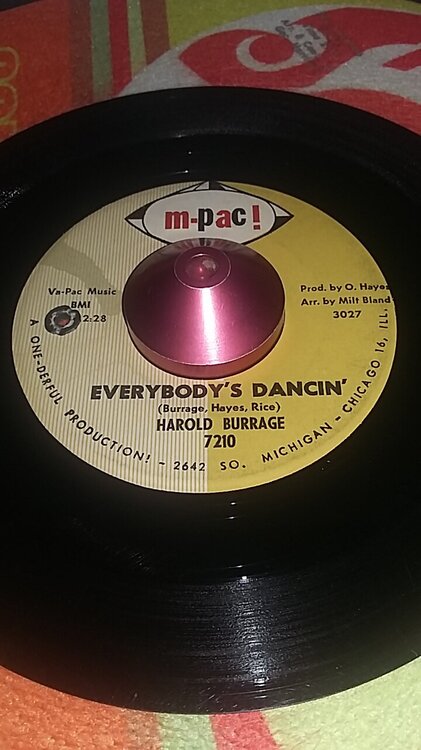 m-pac!
Va-Pac Music
BMI
2:28
Prod. by O. Hayes
Arr. by Milt Bland
3027
EVERYBODY'S DANCIN'
(Burrage, Hayes, Rice)
HAROLD BURRAGE
7210
A ONE-DERFUL PRODUCTION! - 2642 SO. MICHIGAN - CHICAGO 16, ILL.